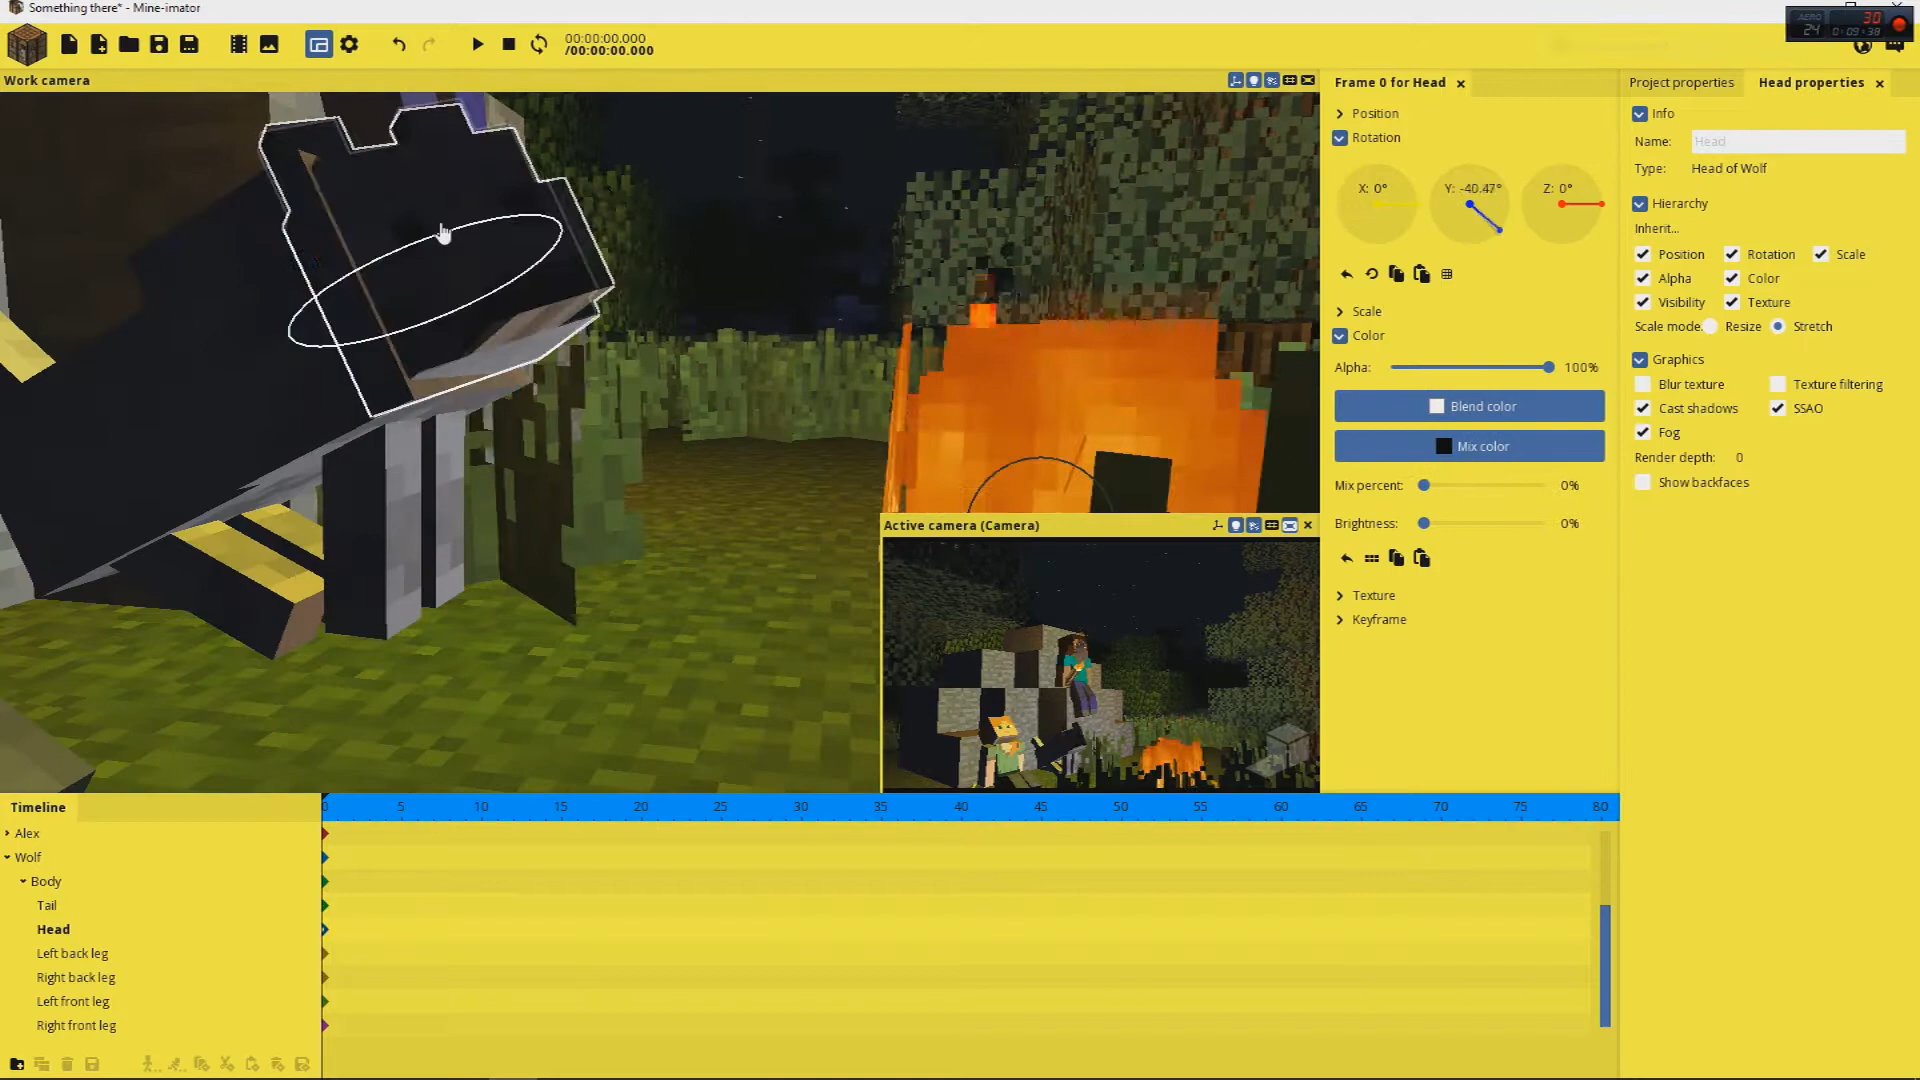 Something there* - Mine-imator
AERO
24
30
0:09:38
00:00:00.000
/00:00:00.000
Work camera
Frame 0 for Head
Project properties
Head properties
Position
Rotation
X: 0°
Y: -40.47°
Z: 0°
Scale
Color
Alpha:
100%
Blend color
Mix color
Mix percent:
0%
Brightness:
0%
Texture
Keyframe
Info
Name:
Head
Type:
Head of Wolf
Hierarchy
Inherit...
Position
Rotation
Scale
Alpha
Color
Visibility
Texture
Scale mode:
Resize
Stretch
Graphics
Blur texture
Texture filtering
Cast shadows
SSAO
Fog
Render depth:
0
Show backfaces
Active camera (Camera)
Timeline
0 5 10 15 20 25 30 35 40 45 50 55 60 65 70 75 80
Alex
Wolf
Body
Tail
Head
Left back leg
Right back leg
Left front leg
Right front leg